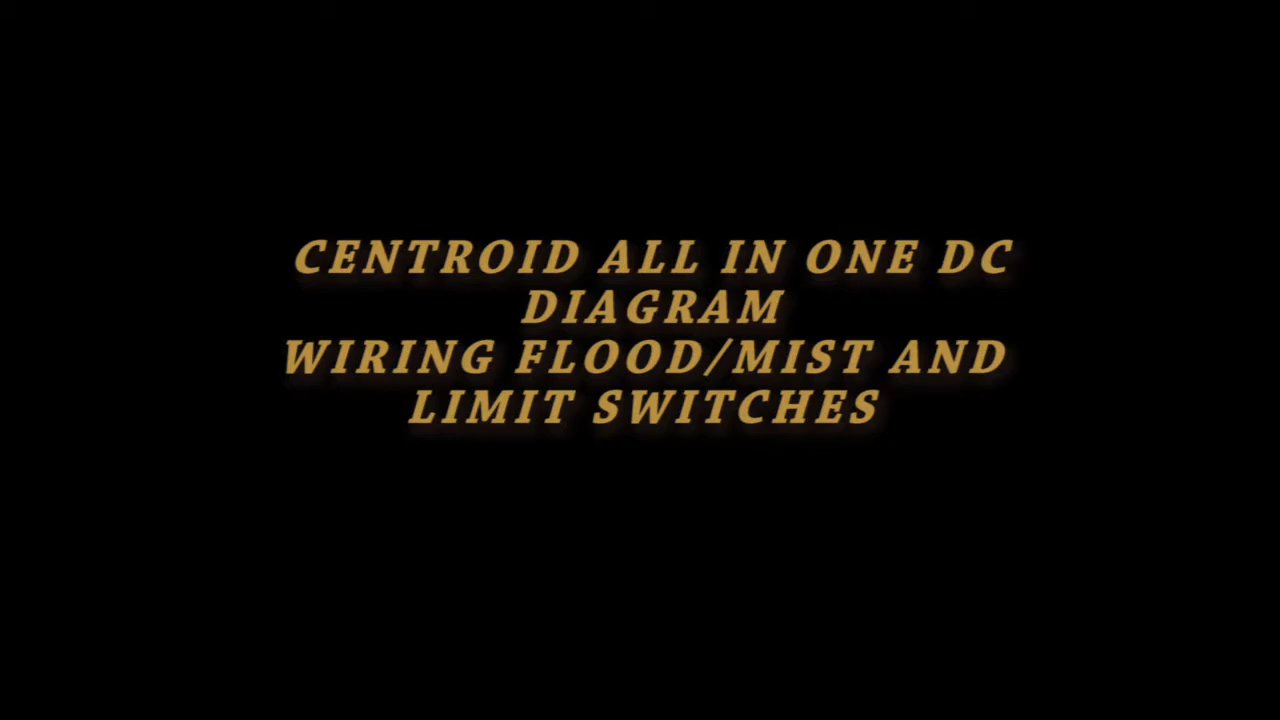 CENTROID ALL IN ONE DC
DIAGRAM
WIRING FLOOD/MIST AND
LIMIT SWITCHES